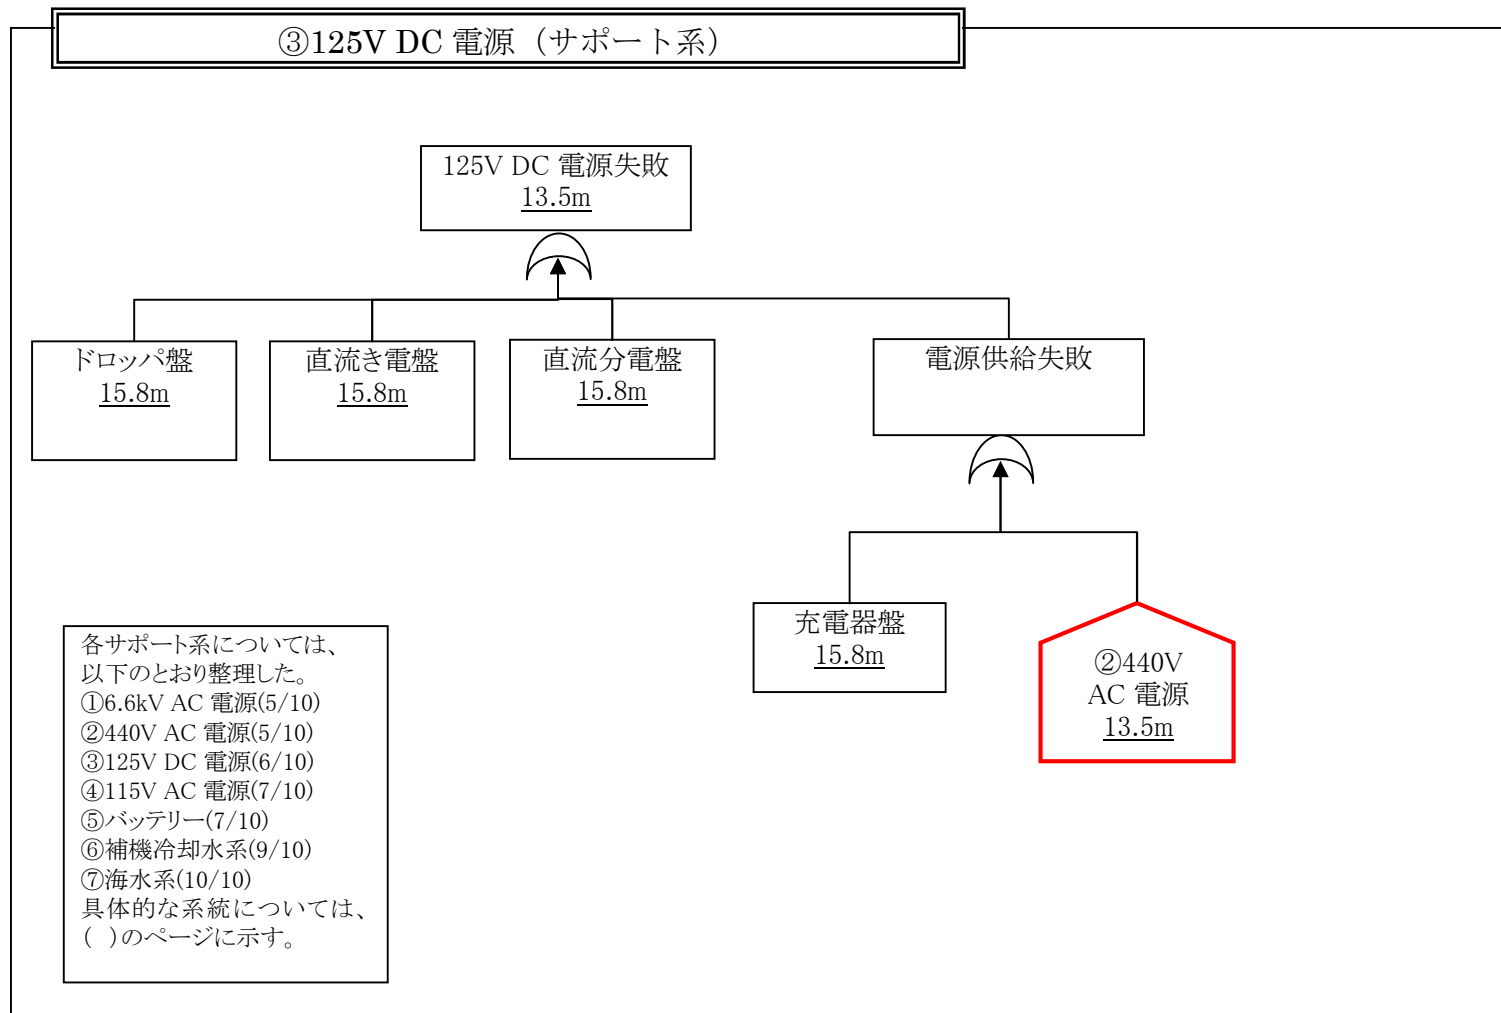 ③125V DC 電源（サポート系）
125V DC 電源失敗
13.5m
ドロッパ盤
15.8m
直流き電盤
15.8m
直流分電盤
15.8m
電源供給失敗
充電器盤
15.8m
②440V
AC 電源
13.5m
各サポート系については、
以下のとおり整理した。
①6.6kV AC 電源(5/10)
②440V AC 電源(5/10)
③125V DC 電源(6/10)
④115V AC 電源(7/10)
⑤バッテリー(7/10)
⑥補機冷却水系(9/10)
⑦海水系(10/10)
具体的な系統については、
( )のページに示す。